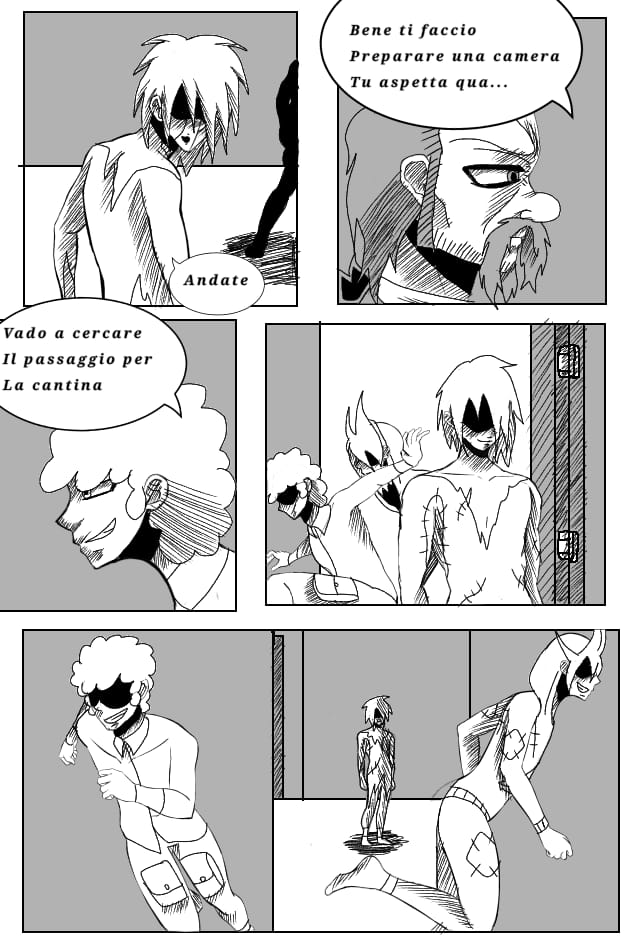 Bene ti faccio
Preparare una camera
Tu aspetta qua...
Andate
Vado a cercare
Il passaggio per
La cantina